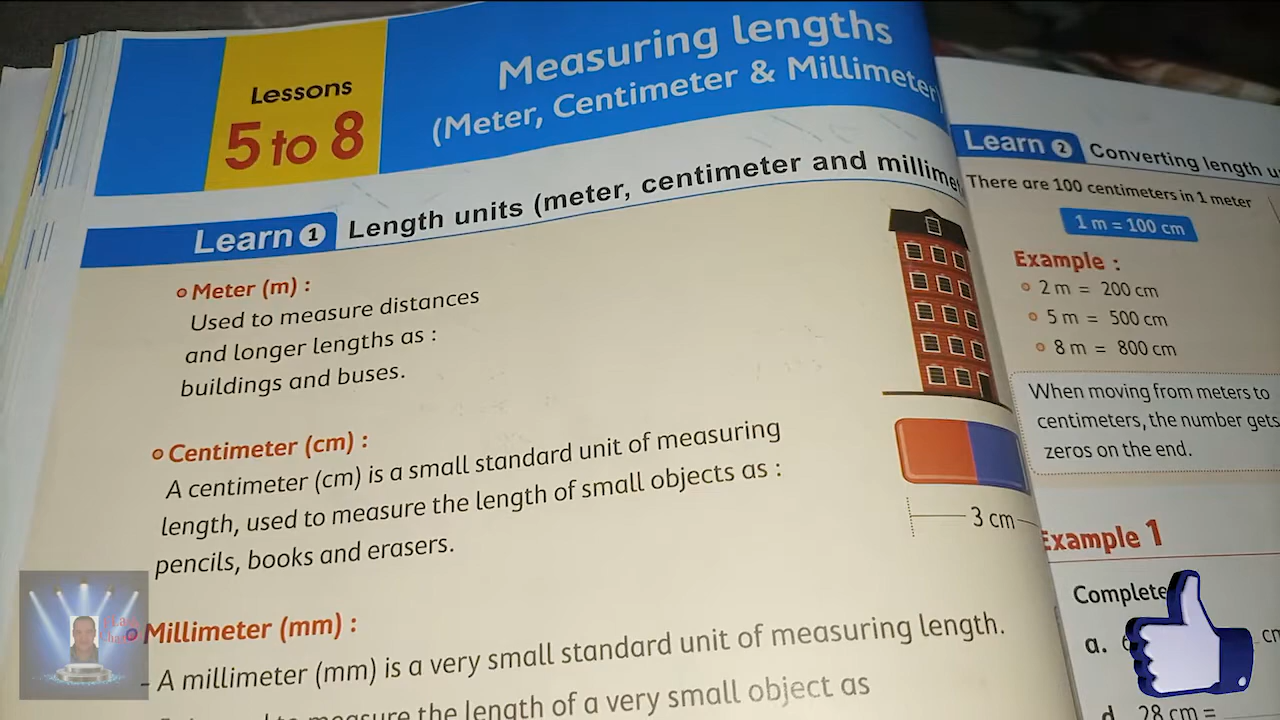 Lessons
5 to 8
Measuring lengths
(Meter, Centimeter & Millimeter)
Learn 1 Length units (meter, centimeter and
Meter (m) :
Used to measure distances
and longer lengths as :
buildings and buses.
Centimeter (cm) :
A centimeter (cm) is a small standard unit of measuring
length, used to measure the length of small objects as :
pencils, books and erasers.
3 cm
Millimeter (mm) :
- A millimeter (mm) is a very small standard unit of measuring length.
to measure the length of a very small object as
Learn 2 Converting length
There are 100 centimeters in 1 meter
1 m = 100 cm
Example :
2 m = 200 cm
5 m = 500 cm
8 m = 800 cm
When moving from meters to
centimeters, the number gets
zeros on the end.
Example 1
Complete
a.
d. 28 cm =